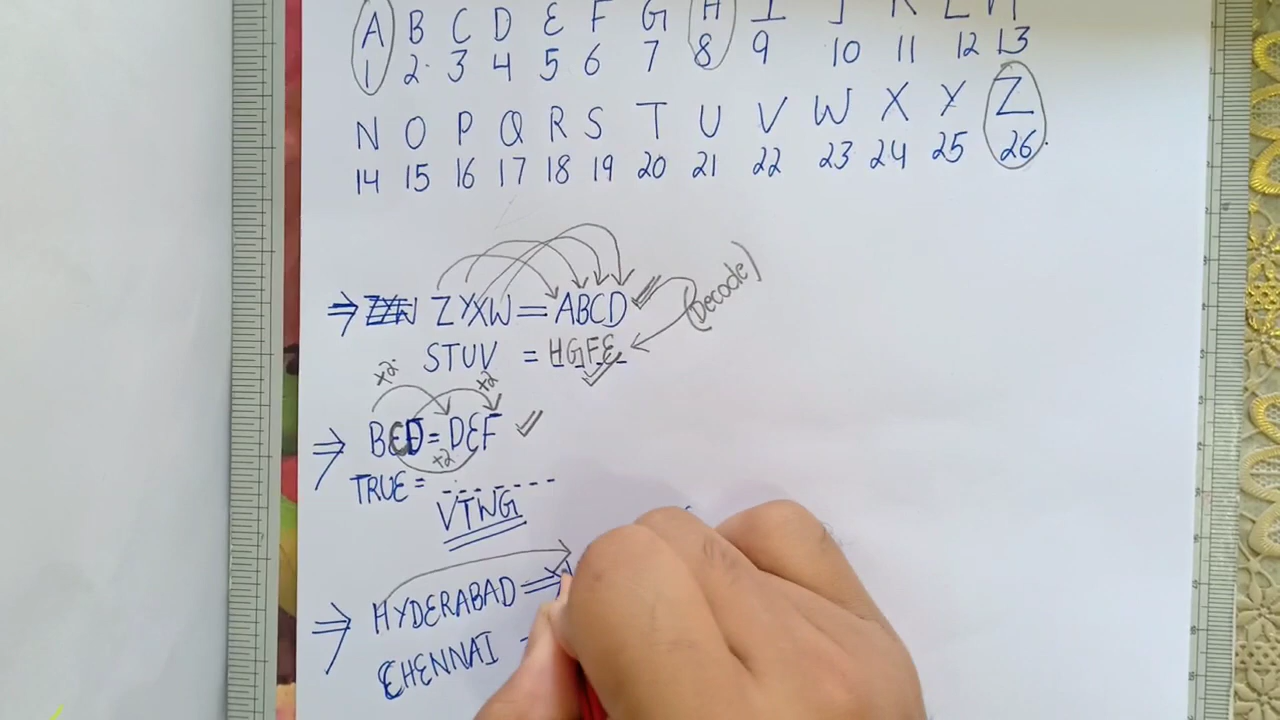 A B C D E F G H I J K L M
1 2 3 4 5 6 7 8 9 10 11 12 13
N O P Q R S T U V W X Y Z
14 15 16 17 18 19 20 21 22 23 24 25 26
⇒ ZYXW = ABCD (Decode)
STUV = HGFE
+2 +2
⇒ BCD = DEF
+2
TRUE =
VTWG
⇒ HYDERABAD ⇒
CHENNAI